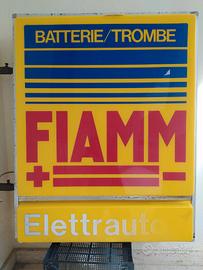 BATTERIE/TROMBE
FIAMM
+ -
Elettrauto